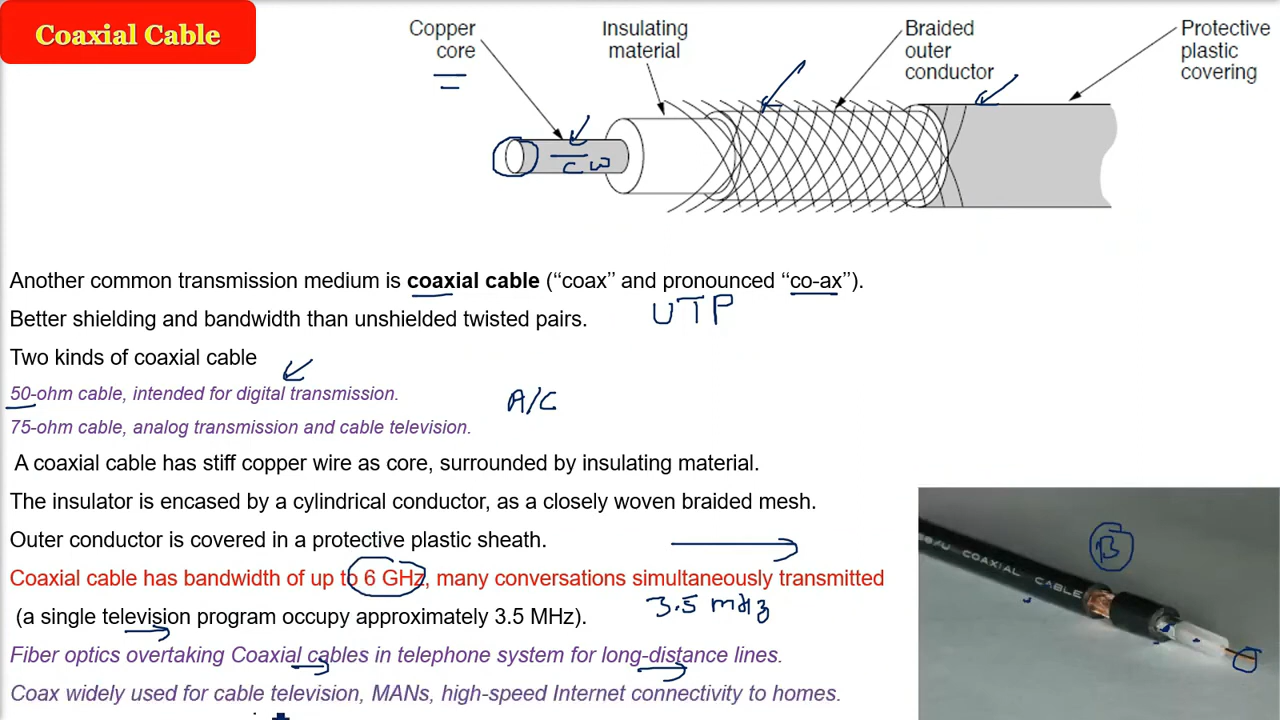 Coaxial Cable
Copper core
Insulating material
Braided outer conductor
Protective plastic covering
C W
Another common transmission medium is coaxial cable (“coax” and pronounced “co-ax”).
Better shielding and bandwidth than unshielded twisted pairs.
UTP
Two kinds of coaxial cable
50-ohm cable, intended for digital transmission.
A/C
75-ohm cable, analog transmission and cable television.
A coaxial cable has stiff copper wire as core, surrounded by insulating material.
The insulator is encased by a cylindrical conductor, as a closely woven braided mesh.
Outer conductor is covered in a protective plastic sheath.
Coaxial cable has bandwidth of up to 6 GHz, many conversations simultaneously transmitted
3.5 mHz
(a single television program occupy approximately 3.5 MHz).
Fiber optics overtaking Coaxial cables in telephone system for long-distance lines.
Coax widely used for cable television, MANs, high-speed Internet connectivity to homes.
B
COAXIAL CABLE